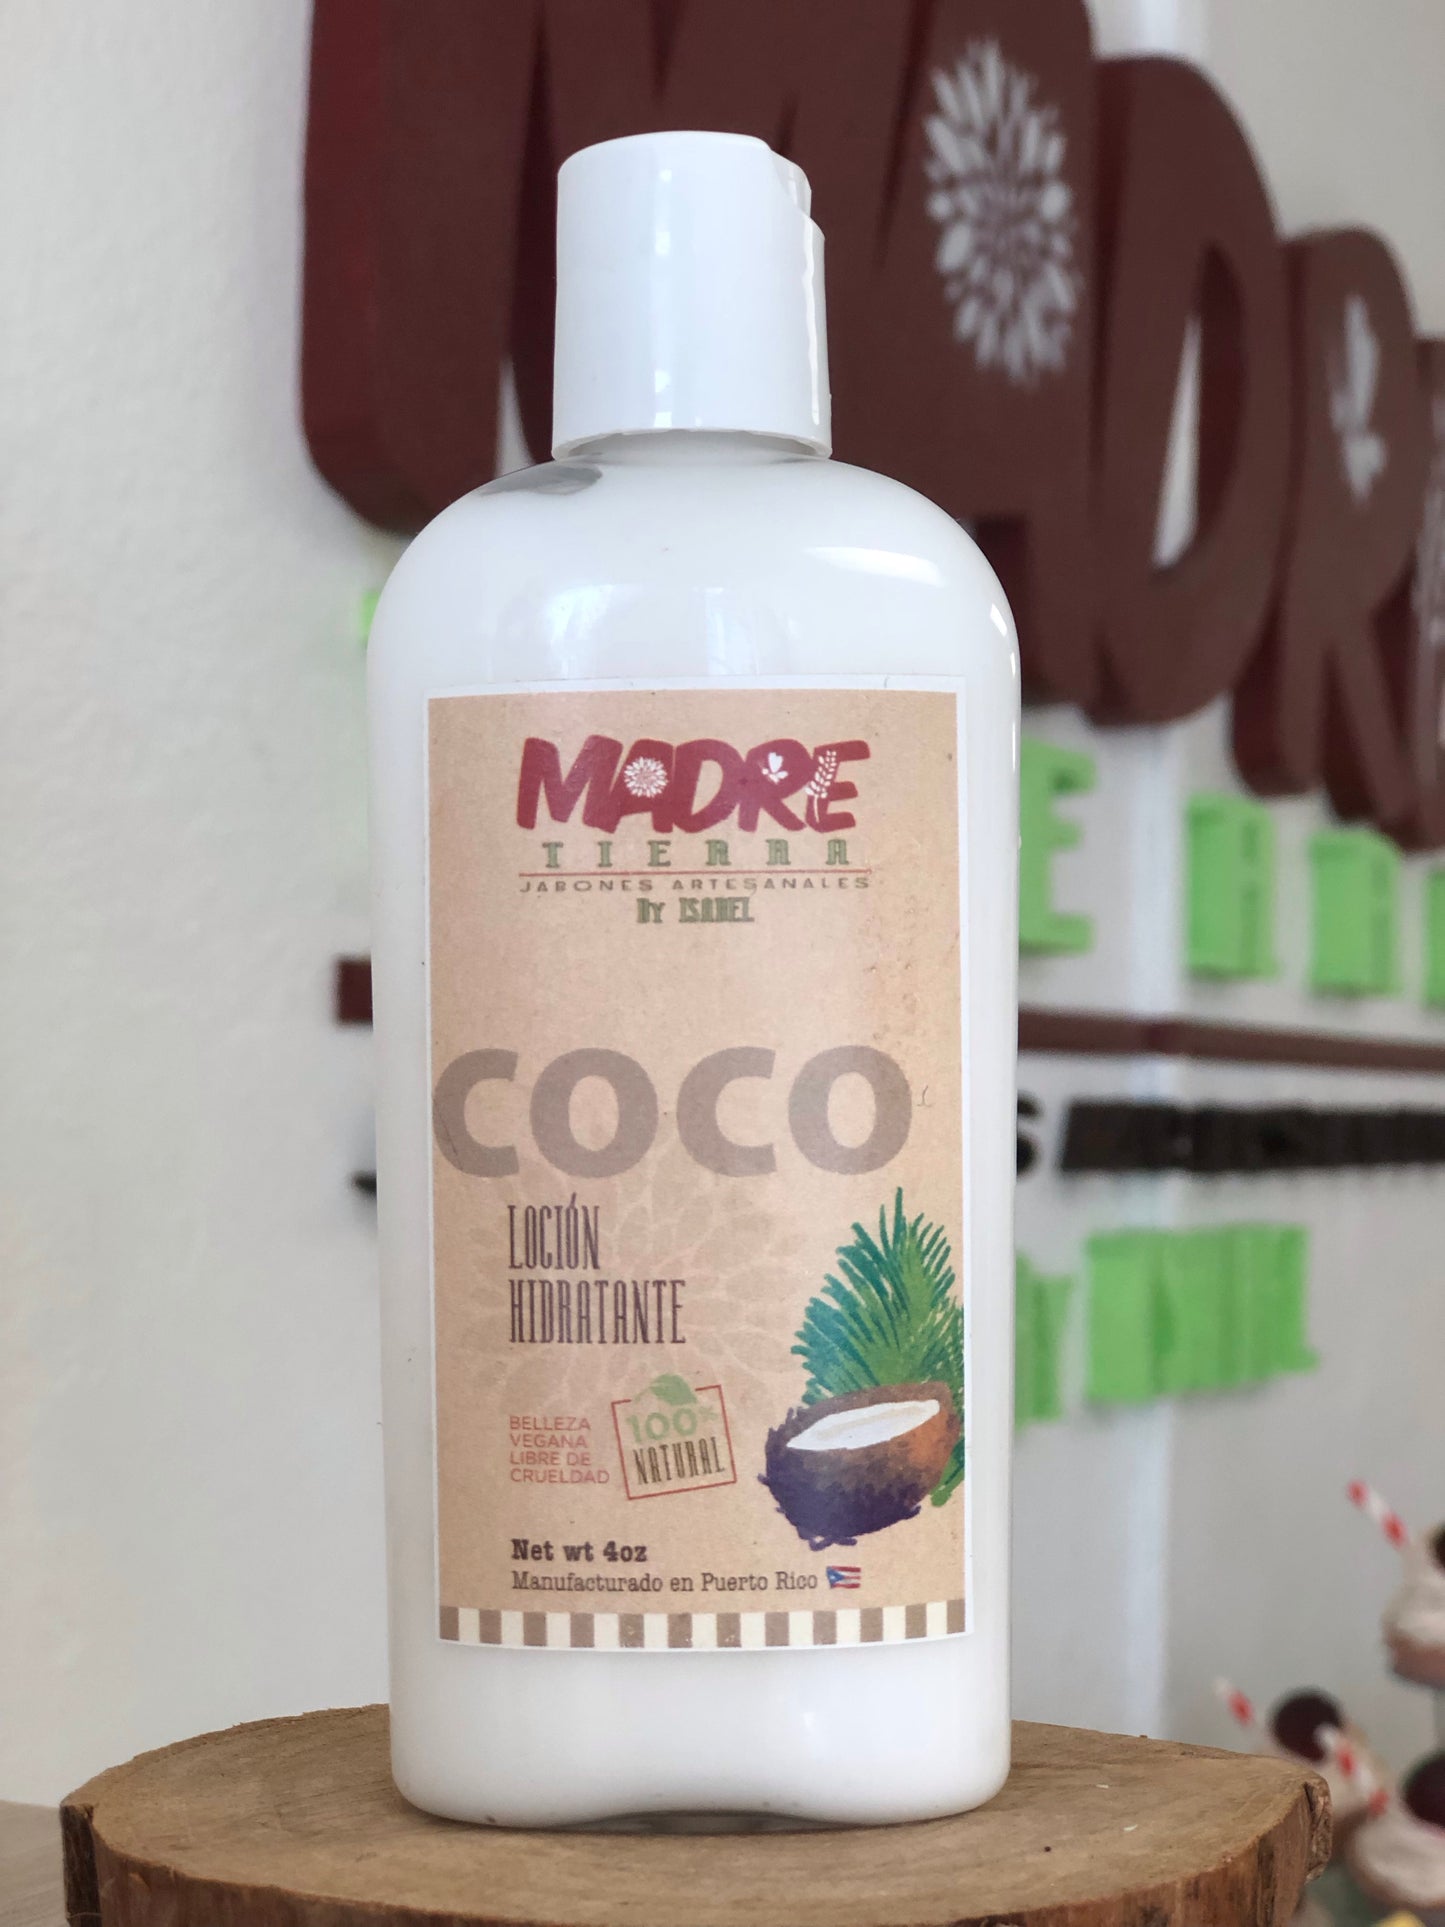 MADRE
TIERRA
JABONES ARTESANALES
By ISABEL
COCO
LOCIÓN
HIDRATANTE
BELLEZA
VEGANA
LIBRE DE
CRUELDAD
100%
NATURAL
Net wt 4oz
Manufacturado en Puerto Rico
MADR